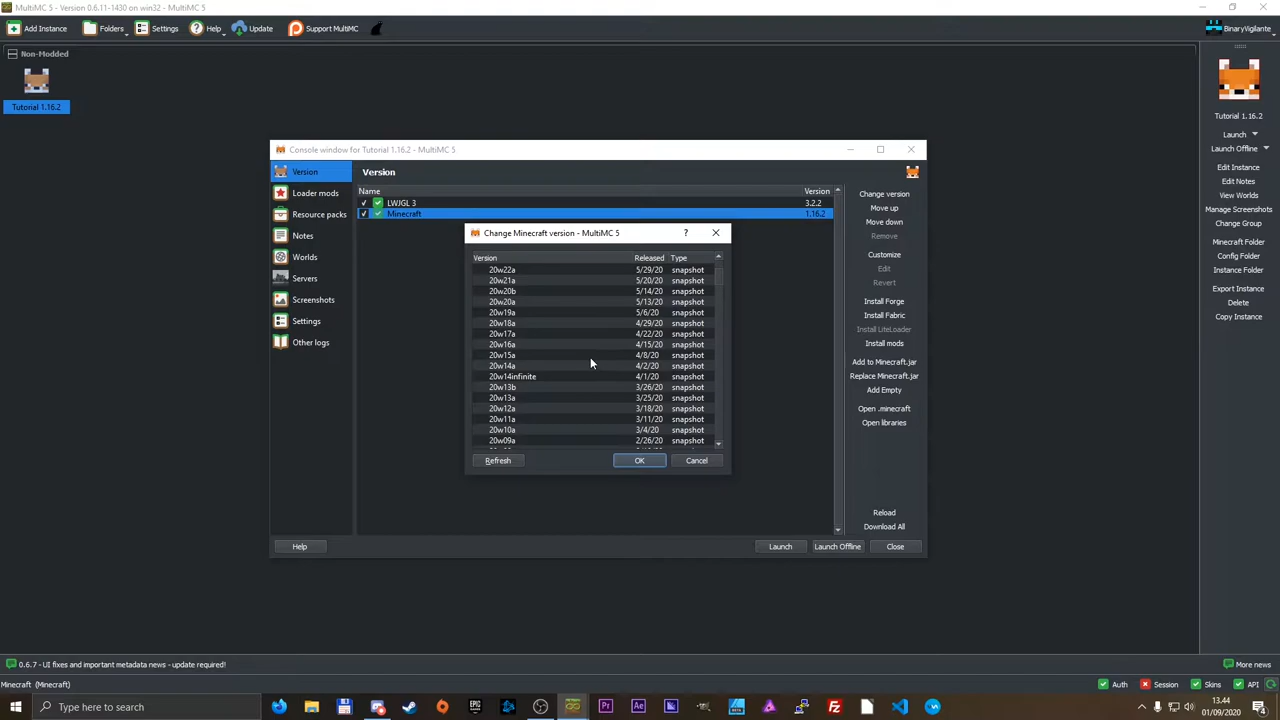 MultiMC 5 - Version 0.6.11-1430 on win32 - MultiMC 5
Add Instance Folders Settings Help Update Support MultiMC BinaryVigilante
Non-Modded
Tutorial 1.16.2
Tutorial 1.16.2
Launch
Launch Offline
Edit Instance
Edit Notes
View Worlds
Manage Screenshots
Change Group
Minecraft Folder
Config Folder
Instance Folder
Export Instance
Delete
Copy Instance
Console window for Tutorial 1.16.2 - MultiMC 5
Version
Loader mods
Resource packs
Notes
Worlds
Servers
Screenshots
Settings
Other logs
Version
Name Version
LWJGL 3 3.2.2
Minecraft 1.16.2
Change version
Move up
Move down
Remove
Customize
Edit
Revert
Install Forge
Install Fabric
Install LiteLoader
Install mods
Add to Minecraft.jar
Replace Minecraft.jar
Add Empty
Open .minecraft
Open libraries
Reload
Download All
Change Minecraft version - MultiMC 5 ?
Version Released Type
20w22a 5/29/20 snapshot
20w21a 5/20/20 snapshot
20w20b 5/14/20 snapshot
20w20a 5/13/20 snapshot
20w19a 5/6/20 snapshot
20w18a 4/29/20 snapshot
20w17a 4/22/20 snapshot
20w16a 4/15/20 snapshot
20w15a 4/8/20 snapshot
20w14a 4/2/20 snapshot
20w14infinite 4/1/20 snapshot
20w13b 3/26/20 snapshot
20w13a 3/25/20 snapshot
20w12a 3/18/20 snapshot
20w11a 3/11/20 snapshot
20w10a 3/4/20 snapshot
20w09a 2/26/20 snapshot
Refresh OK Cancel
Help Launch Launch Offline Close
0.6.7 - UI fixes and important metadata news - update required! More news
Minecraft (Minecraft) Auth Session Skins API
Type here to search
13.44
01/09/2020